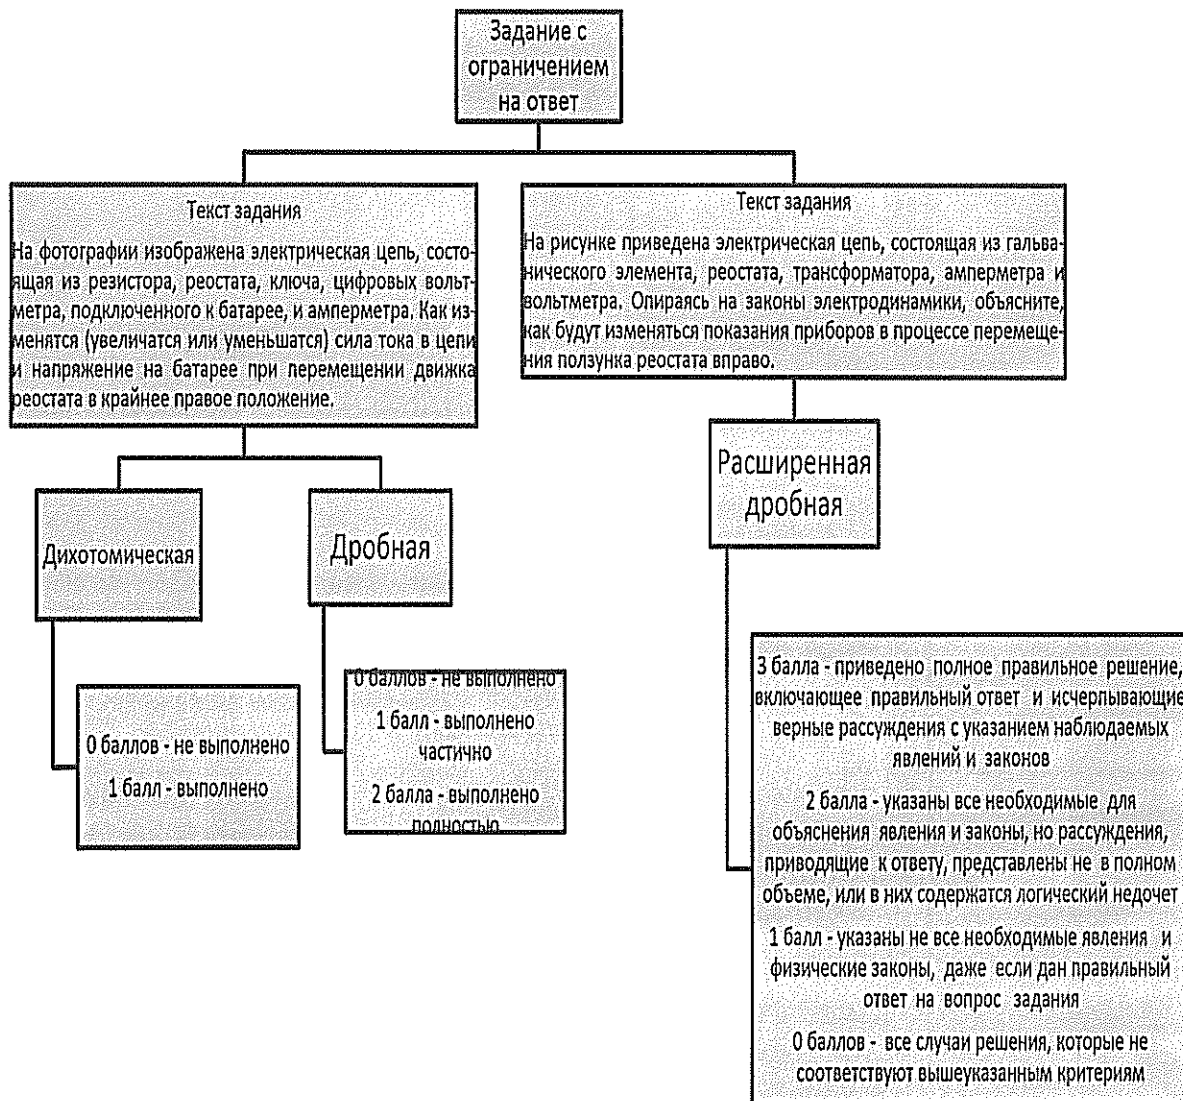 Задание с
ограничением
на ответ
Текст задания
На фотографии изображена электрическая цепь, состо-
ящая из резистора, реостата, ключа, цифровых вольт-
метра, подключенного к батарее, и амперметра. Как из-
менятся (увеличатся или уменьшатся) сила тока в цепи
и напряжение на батарее при перемещении движка
реостата в крайнее правое положение.
Текст задания
На рисунке приведена электрическая цепь, состоящая из гальва-
нического элемента, реостата, трансформатора, амперметра и
вольтметра. Опираясь на законы электродинамики, объясните,
как будут изменяться показания приборов в процессе перемеще-
ния ползунка реостата вправо.
Дихотомическая
Дробная
Расширенная
дробная
0 баллов - не выполнено
1 балл - выполнено
0 баллов - не выполнено
1 балл - выполнено
частично
2 балла - выполнено
полностью
3 балла - приведено полное правильное решение,
включающее правильный ответ и исчерпывающие
верные рассуждения с указанием наблюдаемых
явлений и законов
2 балла - указаны все необходимые для
объяснения явления и законы, но рассуждения,
приводящие к ответу, представлены не в полном
объеме, или в них содержатся логический недочет
1 балл - указаны не все необходимые явления и
физические законы, даже если дан правильный
ответ на вопрос задания
0 баллов - все случаи решения, которые не
соответствуют вышеуказанным критериям